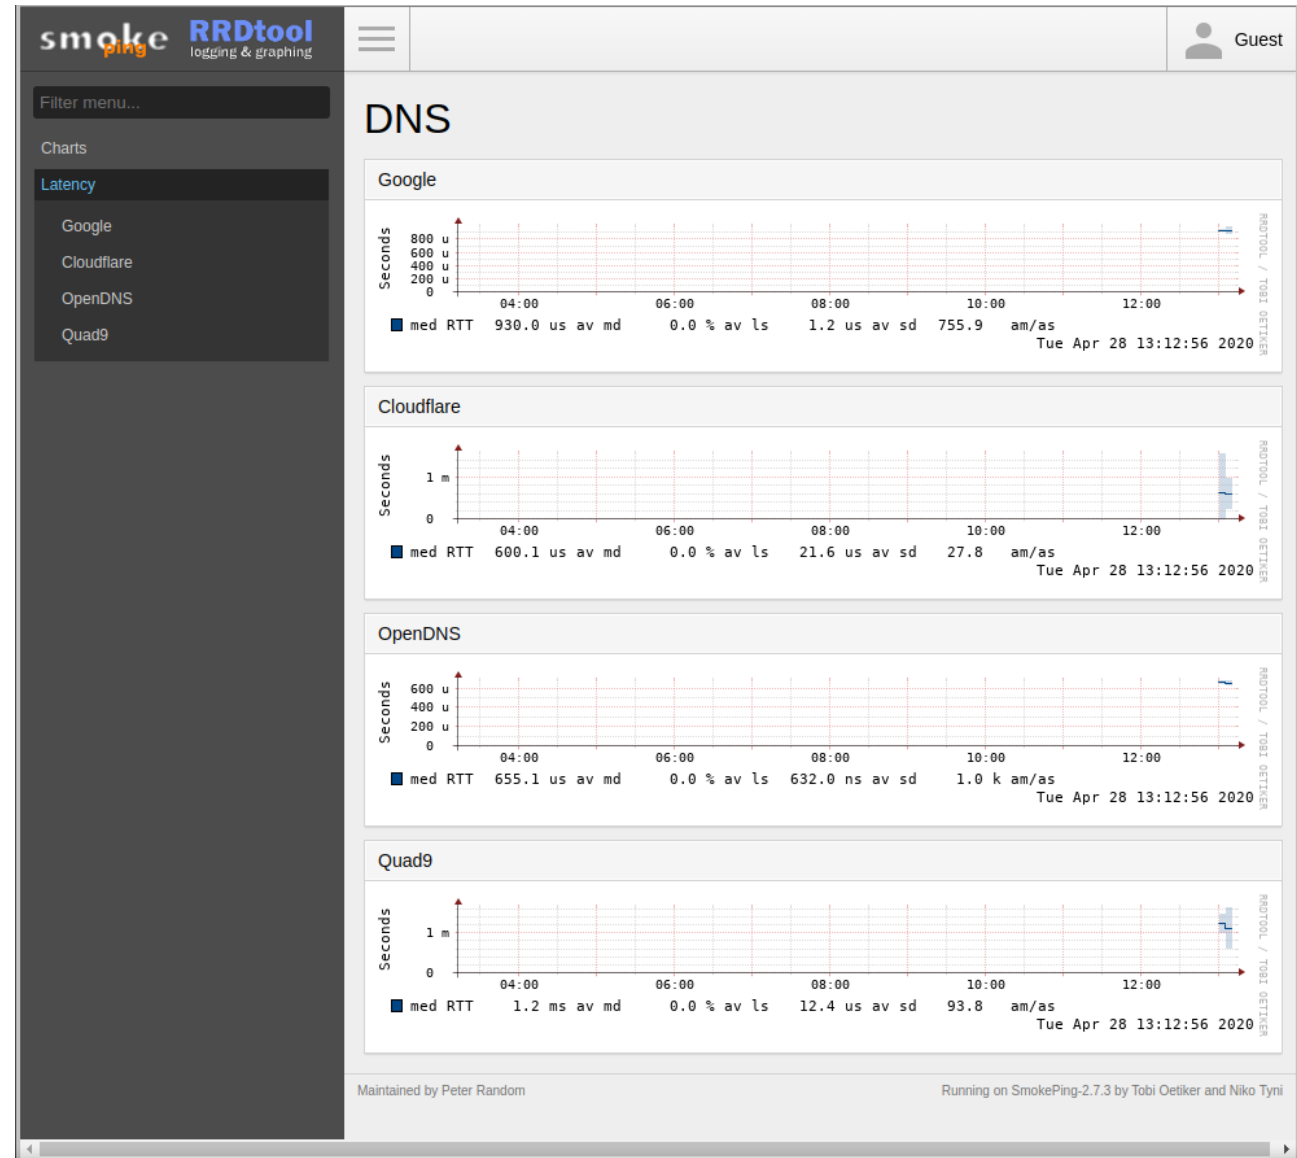 smokeping RRDtool
logging & graphing
Guest
Filter menu...
Charts
Latency
Google
Cloudflare
OpenDNS
Quad9
DNS
Google
Seconds
800 u
600 u
400 u
200 u
0
04:00 06:00 08:00 10:00 12:00
med RTT 930.0 us av md 0.0 % av ls 1.2 us av sd 755.9 am/as
Tue Apr 28 13:12:56 2020
RRDTOOL / TOBI OETIKER
Cloudflare
Seconds
1 m
0
04:00 06:00 08:00 10:00 12:00
med RTT 600.1 us av md 0.0 % av ls 21.6 us av sd 27.8 am/as
Tue Apr 28 13:12:56 2020
RRDTOOL / TOBI OETIKER
OpenDNS
Seconds
600 u
400 u
200 u
0
04:00 06:00 08:00 10:00 12:00
med RTT 655.1 us av md 0.0 % av ls 632.0 ns av sd 1.0 k am/as
Tue Apr 28 13:12:56 2020
RRDTOOL / TOBI OETIKER
Quad9
Seconds
1 m
0
04:00 06:00 08:00 10:00 12:00
med RTT 1.2 ms av md 0.0 % av ls 12.4 us av sd 93.8 am/as
Tue Apr 28 13:12:56 2020
RRDTOOL / TOBI OETIKER
Maintained by Peter Random
Running on SmokePing-2.7.3 by Tobi Oetiker and Niko Tyni